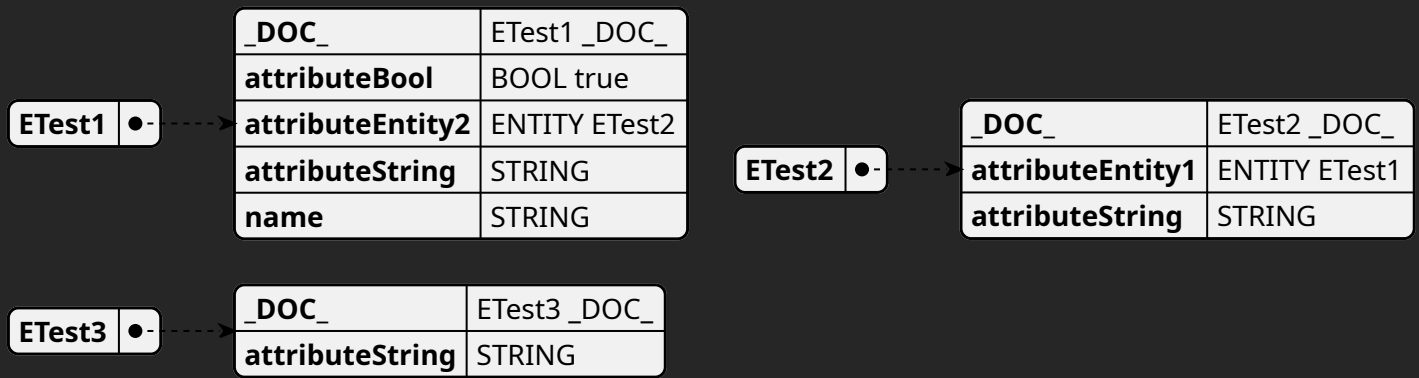 ETest1
_DOC_ ETest1 _DOC_
attributeBool BOOL true
attributeEntity2 ENTITY ETest2
attributeString STRING
name STRING
ETest2
_DOC_ ETest2 _DOC_
attributeEntity1 ENTITY ETest1
attributeString STRING
ETest3
_DOC_ ETest3 _DOC_
attributeString STRING